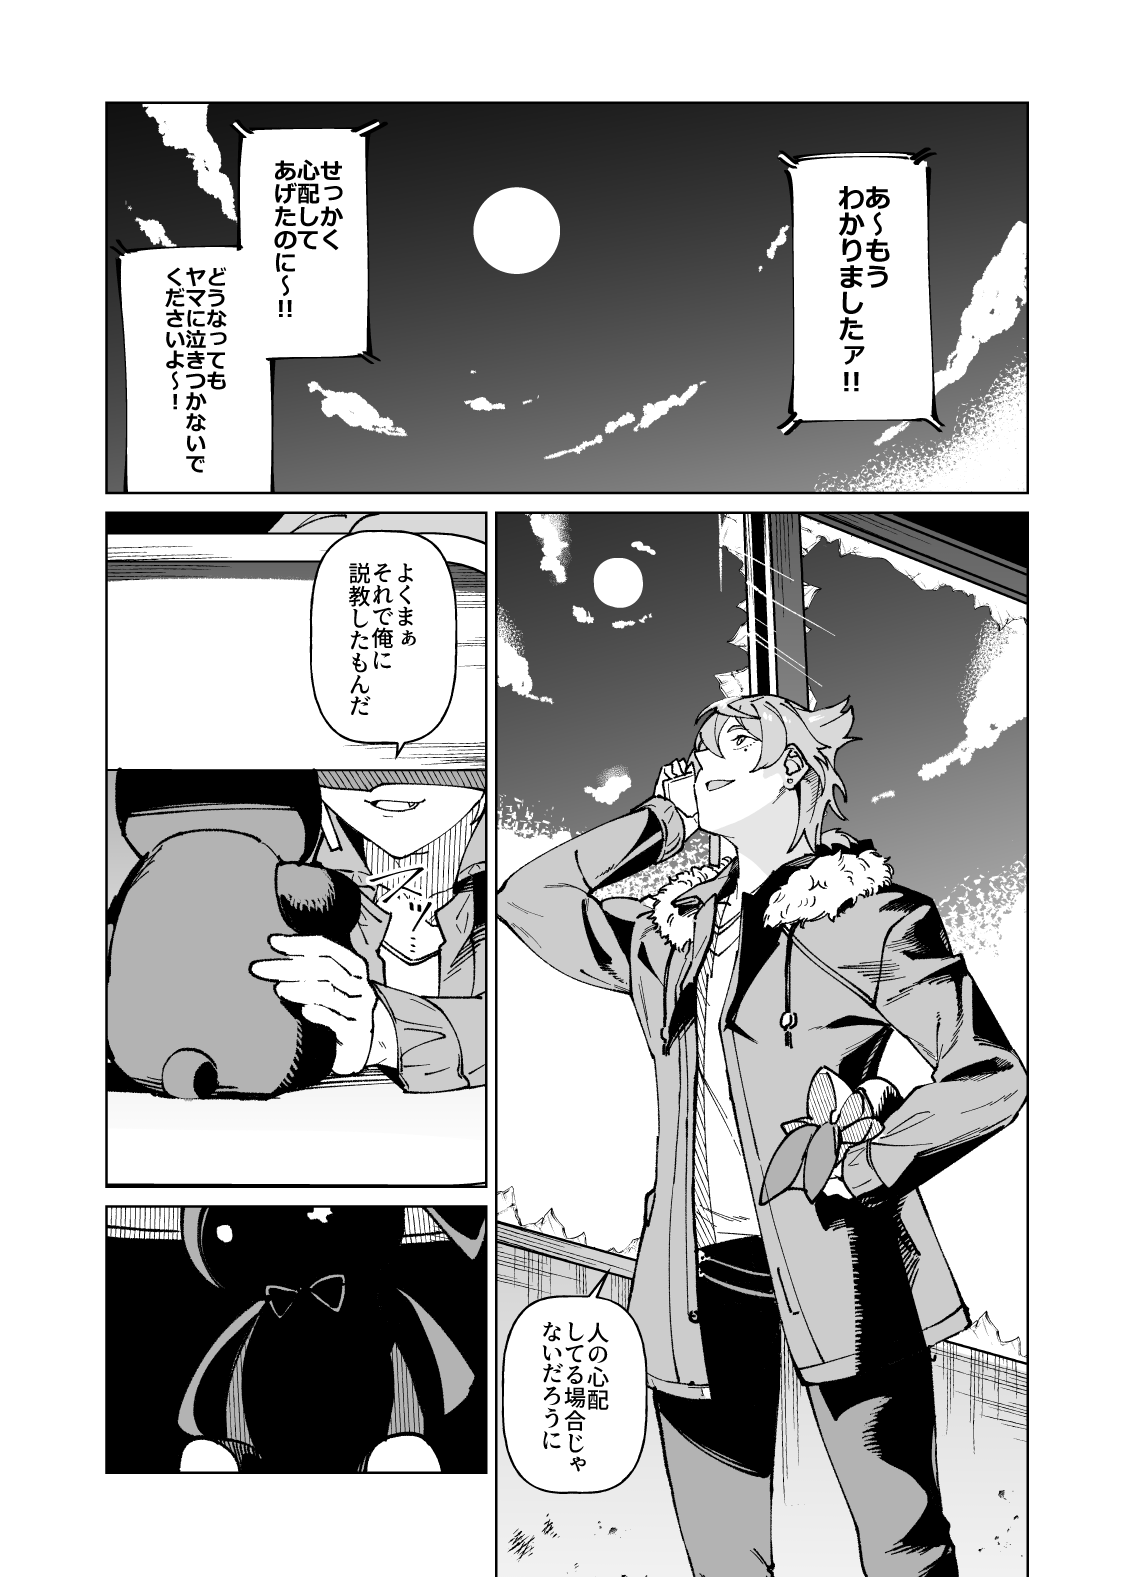 あ～もう
わかりましたァ!!
せっかく
心配して
あげたのに～!!
どうなっても
ヤマに泣きつかないで
くださいよ～！
人の心配
してる場合じゃ
ないだろうに
よくまぁ
それで俺に
説教したもんだ
スッ